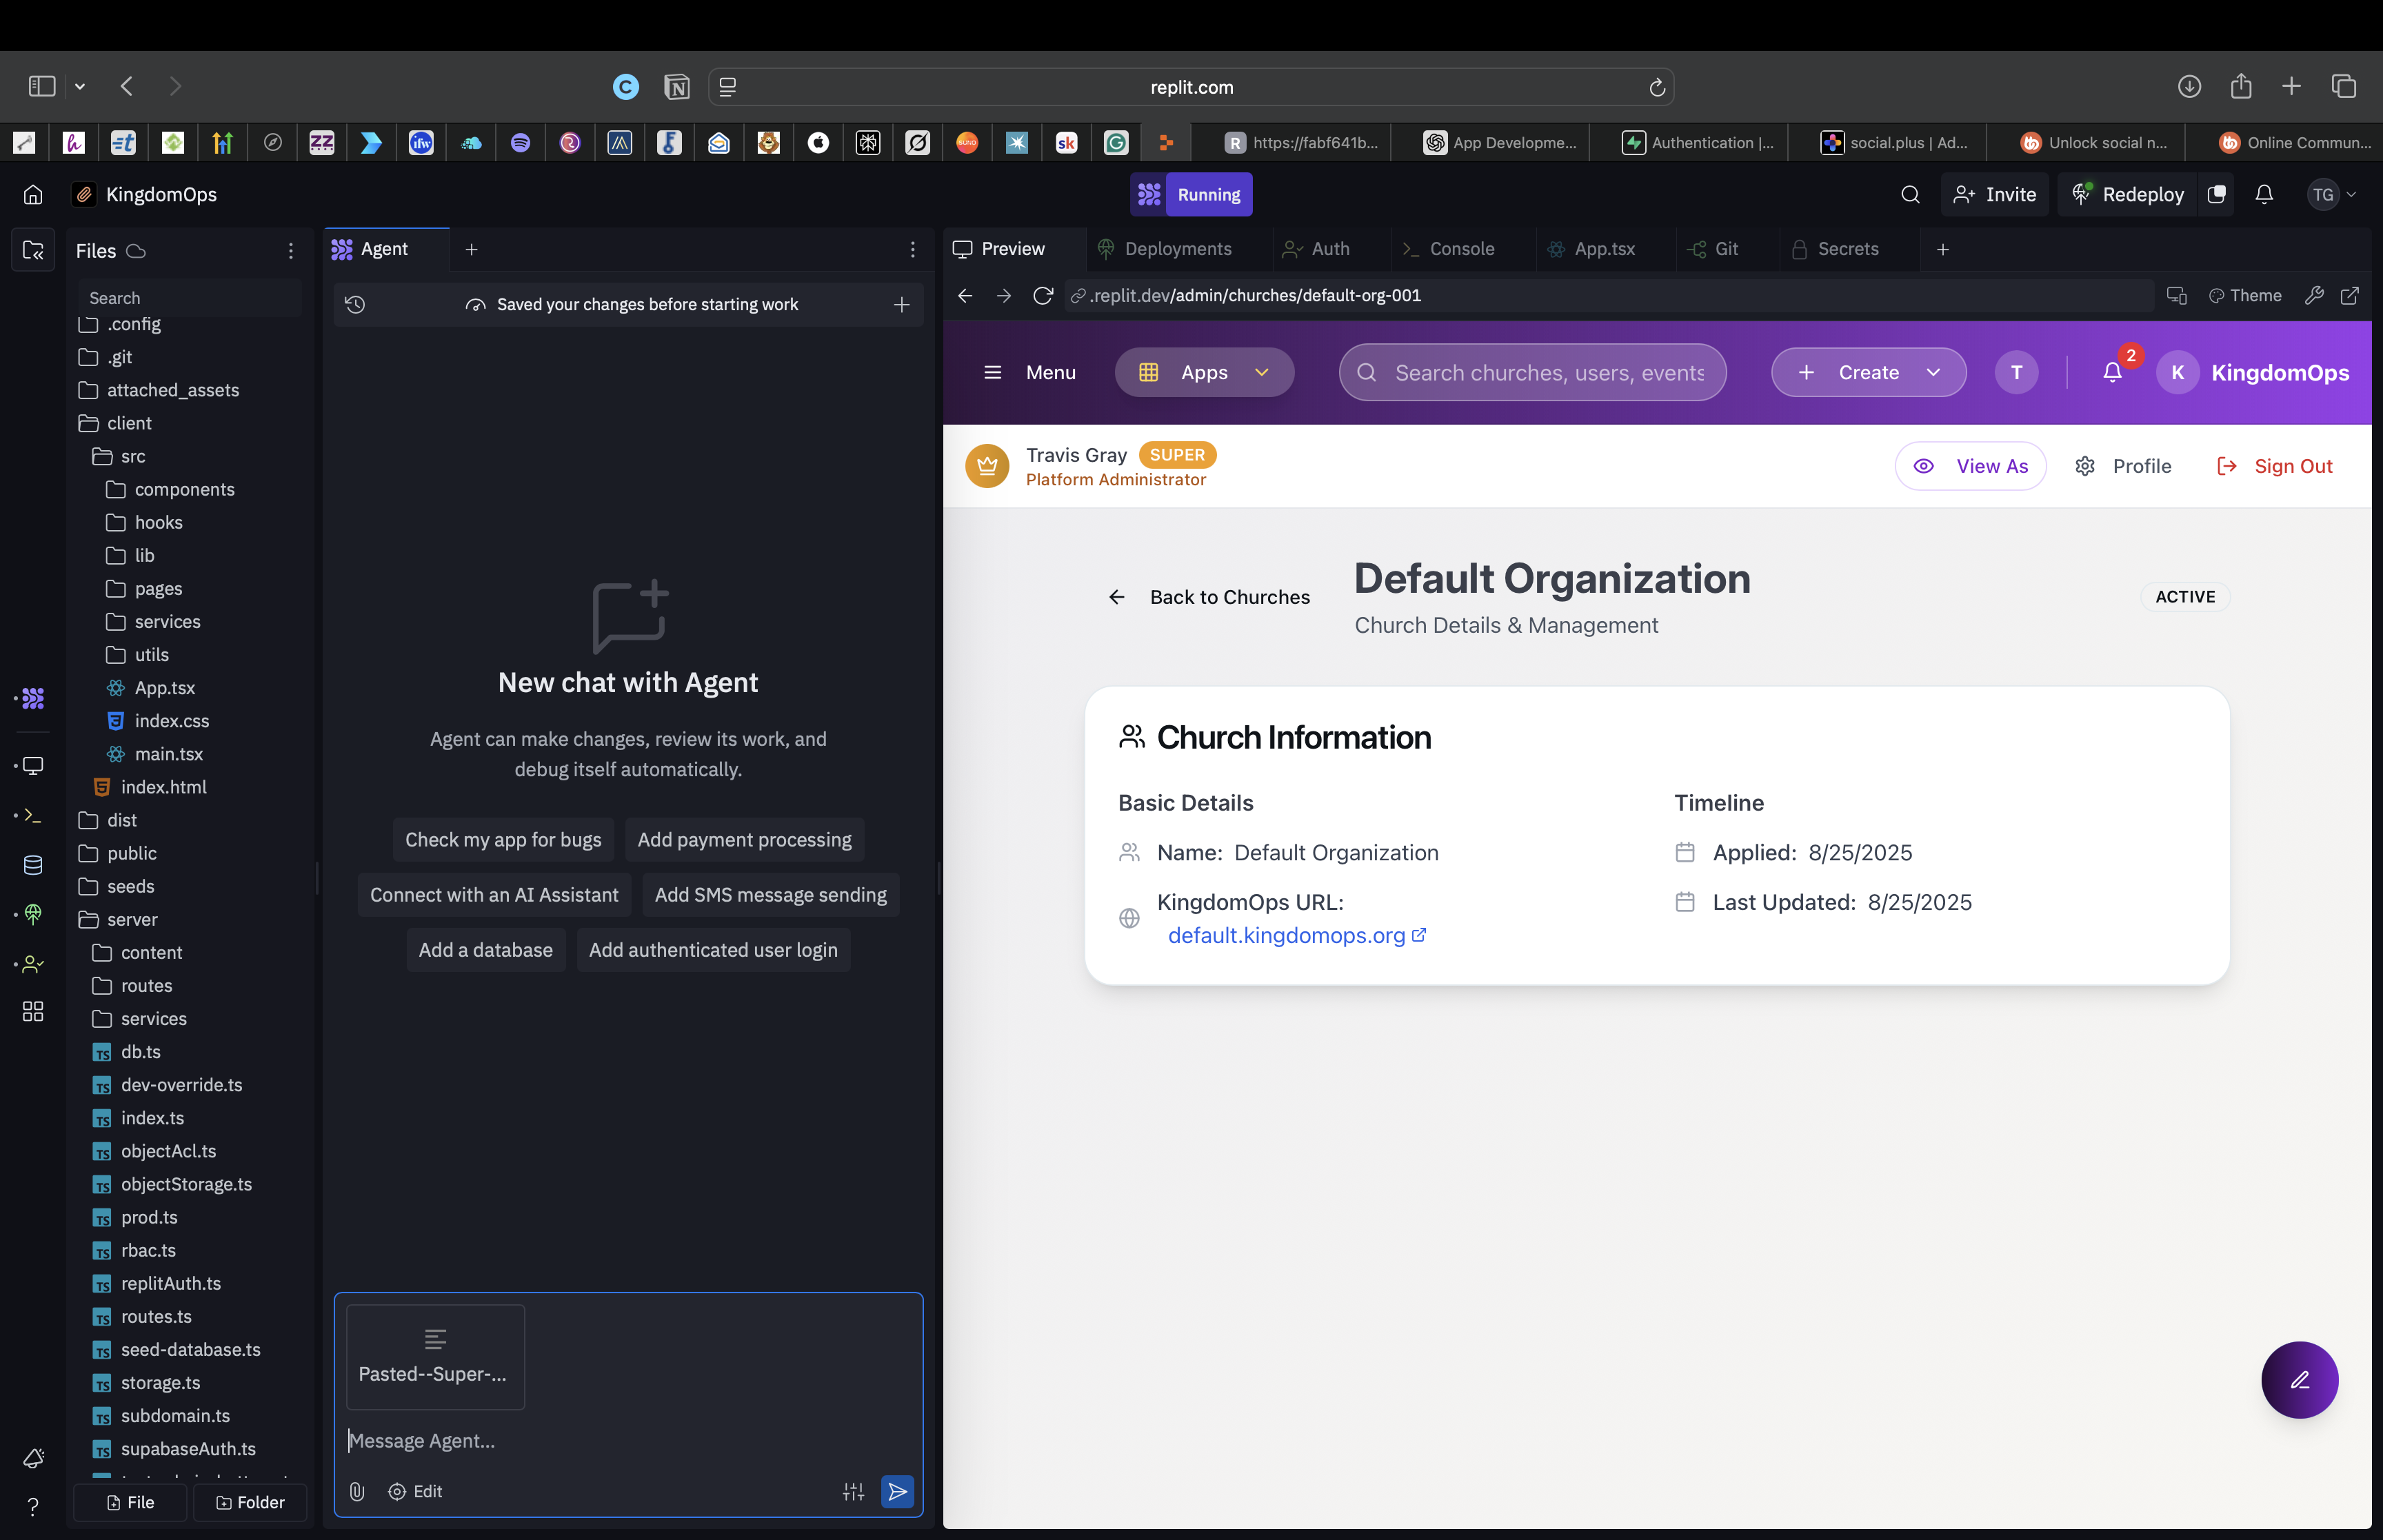 replit.com
https://fabf641b...
App Developme...
Authentication |...
social.plus | Ad...
Unlock social n...
Online Commun...
KingdomOps
Running
Invite
Redeploy
TG
Files
Search
.config
.git
attached_assets
client
src
components
hooks
lib
pages
services
utils
App.tsx
index.css
main.tsx
index.html
dist
public
seeds
server
content
routes
services
db.ts
dev-override.ts
index.ts
objectAcl.ts
objectStorage.ts
prod.ts
rbac.ts
replitAuth.ts
routes.ts
seed-database.ts
storage.ts
subdomain.ts
supabaseAuth.ts
File
Folder
Agent
Saved your changes before starting work
New chat with Agent
Agent can make changes, review its work, and
debug itself automatically.
Check my app for bugs
Add payment processing
Connect with an AI Assistant
Add SMS message sending
Add a database
Add authenticated user login
Pasted--Super-...
Message Agent...
Edit
Preview
Deployments
Auth
Console
App.tsx
Git
Secrets
.replit.dev/admin/churches/default-org-001
Theme
Menu
Apps
Search churches, users, events
Create
T
2
K
KingdomOps
Travis Gray
SUPER
Platform Administrator
View As
Profile
Sign Out
Back to Churches
Default Organization
Church Details & Management
ACTIVE
Church Information
Basic Details
Name: Default Organization
KingdomOps URL:
default.kingdomops.org
Timeline
Applied: 8/25/2025
Last Updated: 8/25/2025